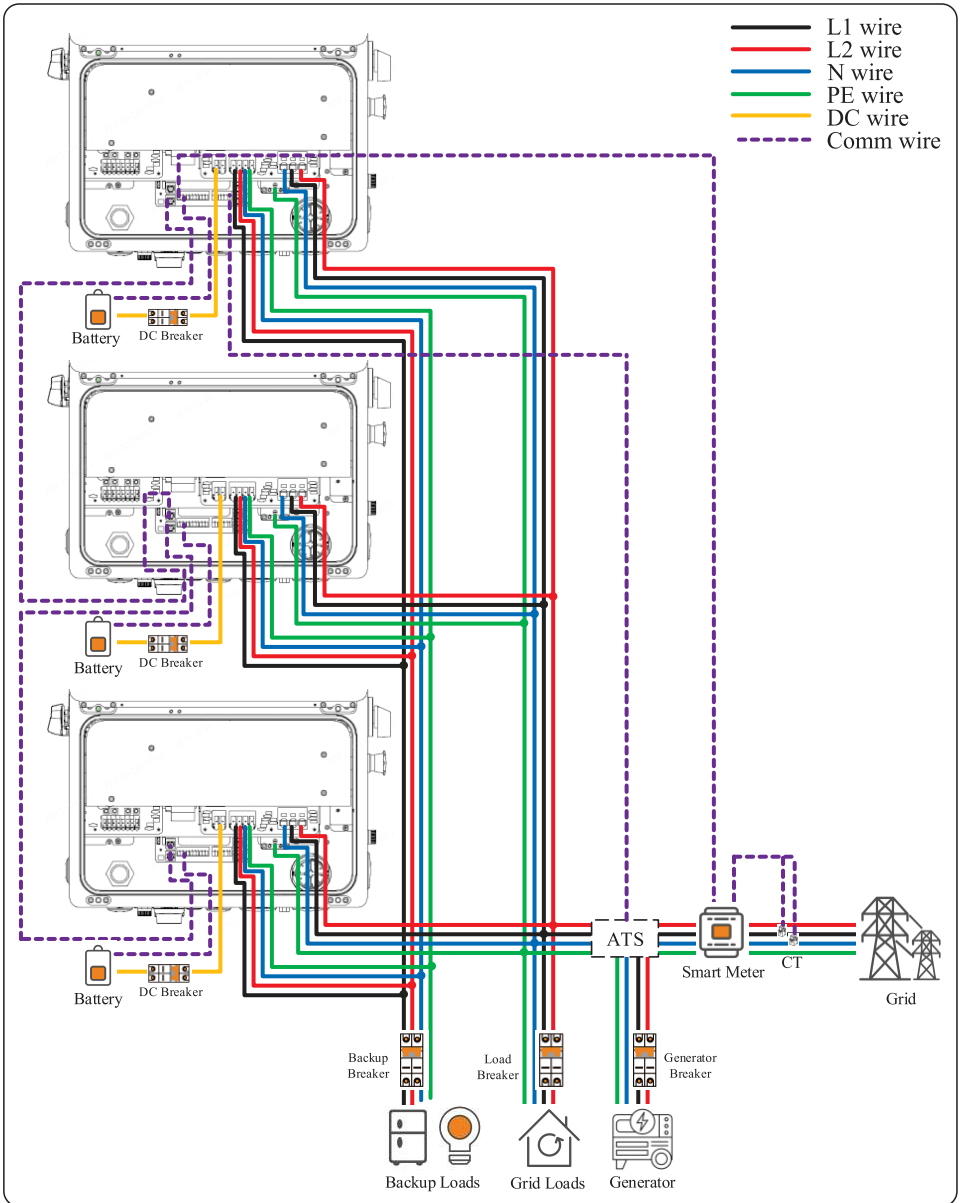 L1 wire
L2 wire
N wire
PE wire
DC wire
Comm wire
Battery
DC Breaker
Battery
DC Breaker
Battery
DC Breaker
ATS
Smart Meter
CT
Grid
Backup
Breaker
Load
Breaker
Generator
Breaker
Backup Loads
Grid Loads
Generator